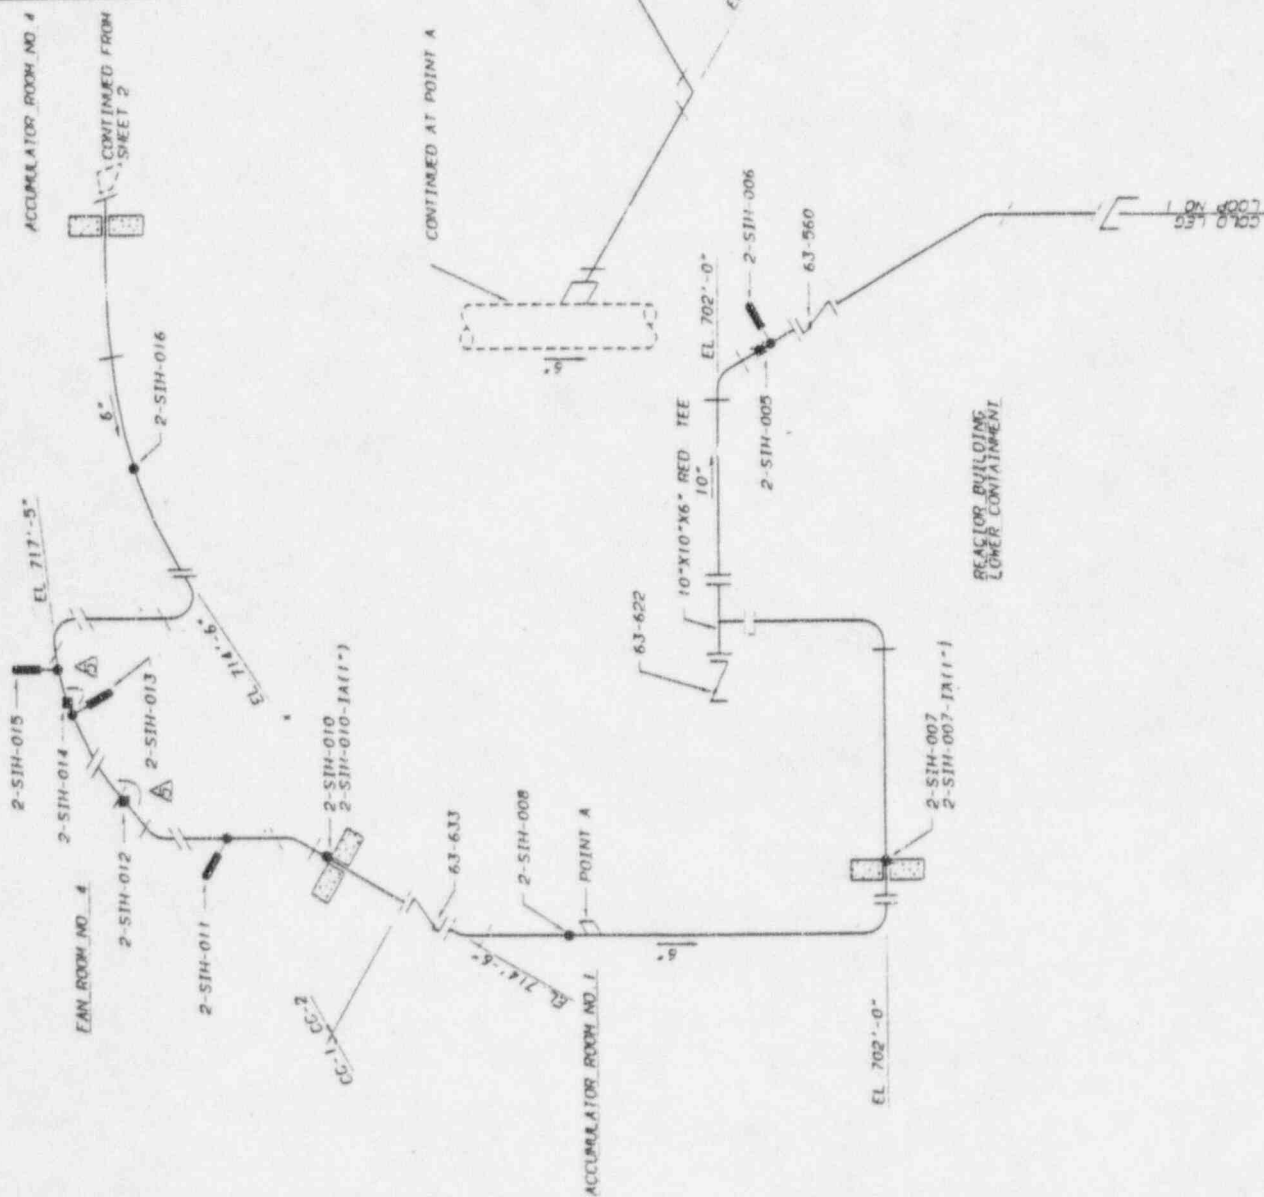 ACCUMULATOR ROOM NO. 4
CONTINUED FROM
SHEET 2
CONTINUED AT POINT A
6"
2-SIH-016
EL 717'-5"
2-SIH-015
2-SIH-014
2-SIH-013
EL 714'-6"
FAN ROOM NO. 4
2-SIH-012
2-SIH-011
2-SIH-010
2-SIH-010-IA(1")
63-633
CC-1
CC-2
2-SIH-008
POINT A
EL 714'-6"
6"
ACCUMULATOR ROOM NO. 1
EL 702'-0"
2-SIH-007
2-SIH-007-IA(1")
63-622
10"X10"X6" RED TEE
10"
EL 702'-0"
2-SIH-006
2-SIH-005
63-560
6"
REACTOR BUILDING
LOWER CONTAINMENT
COLD LEG
LOOP NO. 1